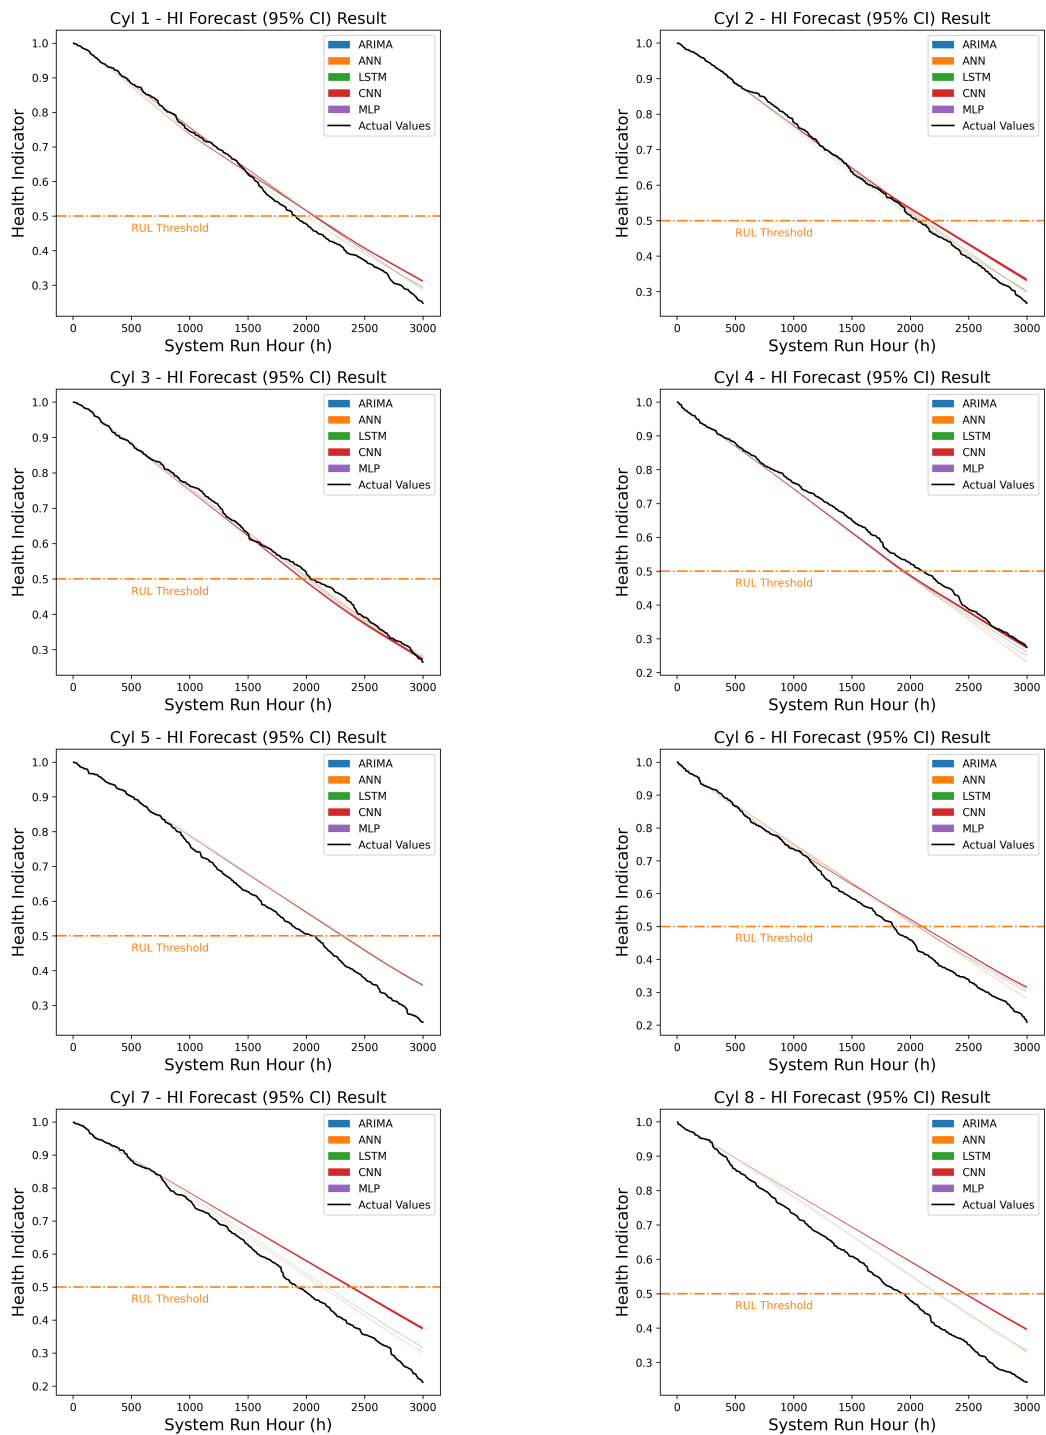 Cyl 1 - HI Forecast (95% CI) Result
Health Indicator
1.0
0.9
0.8
0.7
0.6
0.5
0.4
0.3
ARIMA
ANN
LSTM
CNN
MLP
Actual Values
RUL Threshold
0 500 1000 1500 2000 2500 3000
System Run Hour (h)
Cyl 2 - HI Forecast (95% CI) Result
Health Indicator
1.0
0.9
0.8
0.7
0.6
0.5
0.4
0.3
ARIMA
ANN
LSTM
CNN
MLP
Actual Values
RUL Threshold
0 500 1000 1500 2000 2500 3000
System Run Hour (h)
Cyl 3 - HI Forecast (95% CI) Result
Health Indicator
1.0
0.9
0.8
0.7
0.6
0.5
0.4
0.3
ARIMA
ANN
LSTM
CNN
MLP
Actual Values
RUL Threshold
0 500 1000 1500 2000 2500 3000
System Run Hour (h)
Cyl 4 - HI Forecast (95% CI) Result
Health Indicator
1.0
0.9
0.8
0.7
0.6
0.5
0.4
0.3
0.2
ARIMA
ANN
LSTM
CNN
MLP
Actual Values
RUL Threshold
0 500 1000 1500 2000 2500 3000
System Run Hour (h)
Cyl 5 - HI Forecast (95% CI) Result
Health Indicator
1.0
0.9
0.8
0.7
0.6
0.5
0.4
0.3
ARIMA
ANN
LSTM
CNN
MLP
Actual Values
RUL Threshold
0 500 1000 1500 2000 2500 3000
System Run Hour (h)
Cyl 6 - HI Forecast (95% CI) Result
Health Indicator
1.0
0.9
0.8
0.7
0.6
0.5
0.4
0.3
0.2
ARIMA
ANN
LSTM
CNN
MLP
Actual Values
RUL Threshold
0 500 1000 1500 2000 2500 3000
System Run Hour (h)
Cyl 7 - HI Forecast (95% CI) Result
Health Indicator
1.0
0.9
0.8
0.7
0.6
0.5
0.4
0.3
0.2
ARIMA
ANN
LSTM
CNN
MLP
Actual Values
RUL Threshold
0 500 1000 1500 2000 2500 3000
System Run Hour (h)
Cyl 8 - HI Forecast (95% CI) Result
Health Indicator
1.0
0.9
0.8
0.7
0.6
0.5
0.4
0.3
ARIMA
ANN
LSTM
CNN
MLP
Actual Values
RUL Threshold
0 500 1000 1500 2000 2500 3000
System Run Hour (h)